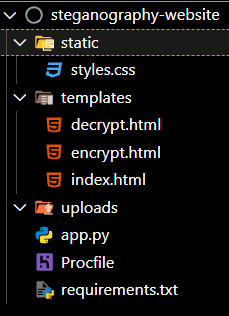 steganography-website
static
styles.css
templates
decrypt.html
encrypt.html
index.html
uploads
app.py
Procfile
requirements.txt